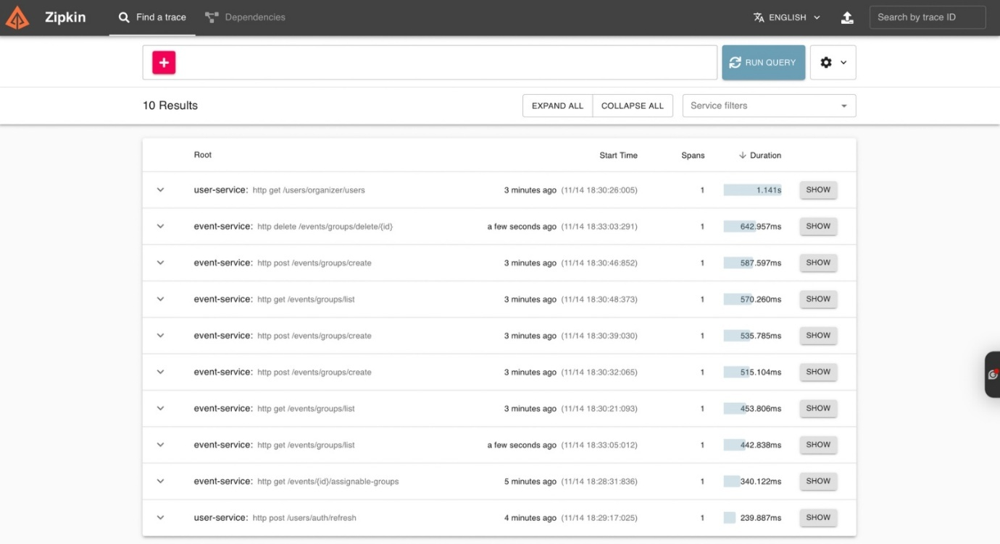 Zipkin Find a trace Dependencies ENGLISH Search by trace ID
+ RUN QUERY
10 Results EXPAND ALL COLLAPSE ALL Service filters
Root Start Time Spans Duration
user-service: http get /users/organizer/users 3 minutes ago (11/14 18:30:26:005) 1 1.141s SHOW
event-service: http delete /events/groups/delete/{id} a few seconds ago (11/14 18:33:03:291) 1 642.957ms SHOW
event-service: http post /events/groups/create 3 minutes ago (11/14 18:30:46:852) 1 587.597ms SHOW
event-service: http get /events/groups/list 3 minutes ago (11/14 18:30:48:373) 1 570.260ms SHOW
event-service: http post /events/groups/create 3 minutes ago (11/14 18:30:39:030) 1 535.785ms SHOW
event-service: http post /events/groups/create 3 minutes ago (11/14 18:30:32:065) 1 515.104ms SHOW
event-service: http get /events/groups/list 3 minutes ago (11/14 18:30:21:093) 1 453.806ms SHOW
event-service: http get /events/groups/list a few seconds ago (11/14 18:33:05:012) 1 442.838ms SHOW
event-service: http get /events/{id}/assignable-groups 5 minutes ago (11/14 18:28:31:836) 1 340.122ms SHOW
user-service: http post /users/auth/refresh 4 minutes ago (11/14 18:29:17:025) 1 239.887ms SHOW